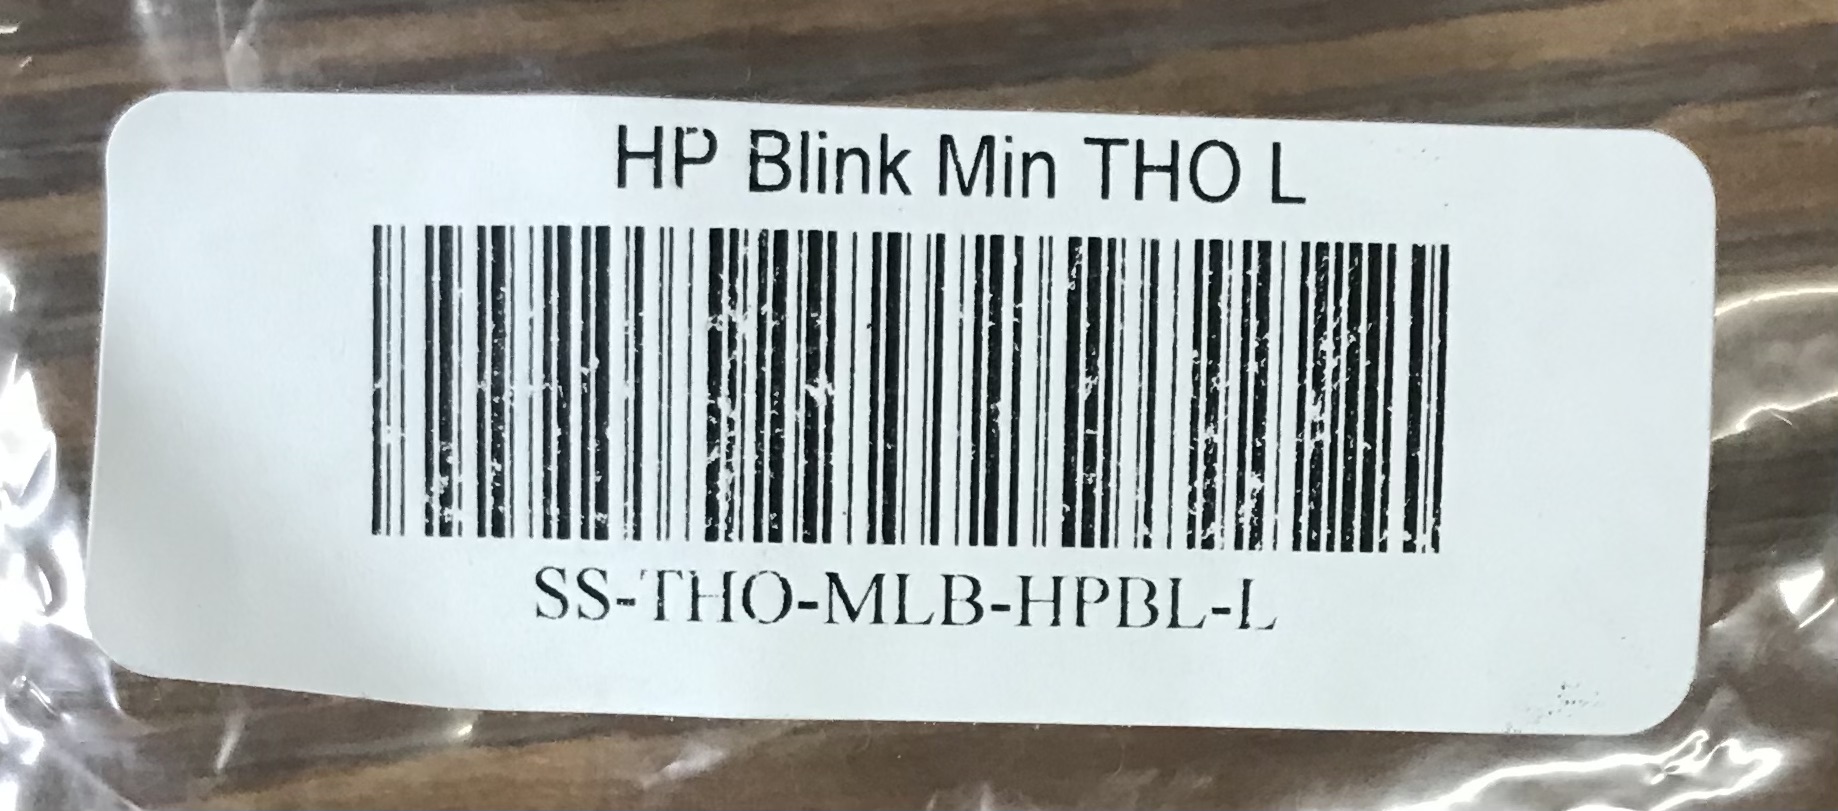 HP Blink Min THO L
SS-THO-MLB-HPBL-L